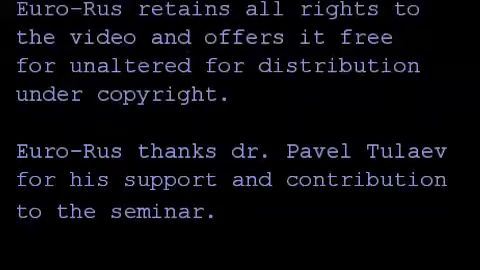 Euro-Rus retains all rights to
the video and offers it free
for unaltered for distribution
under copyright.
Euro-Rus thanks dr. Pavel Tulaev
for his support and contribution
to the seminar.